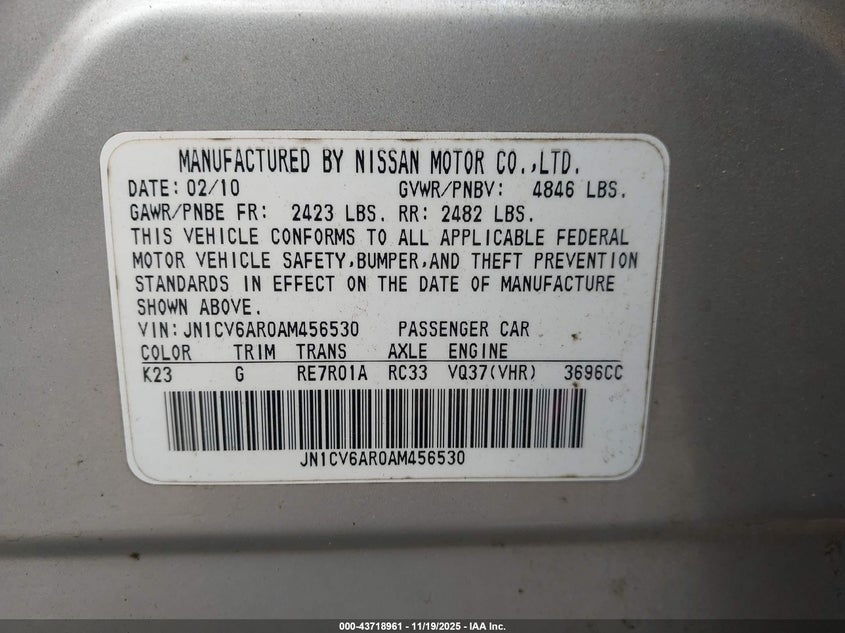 MANUFACTURED BY NISSAN MOTOR CO.,LTD.
DATE: 02/10 GVWR/PNBV: 4846 LBS.
GAWR/PNBE FR: 2423 LBS. RR: 2482 LBS.
THIS VEHICLE CONFORMS TO ALL APPLICABLE FEDERAL
MOTOR VEHICLE SAFETY,BUMPER,AND THEFT PREVENTION
STANDARDS IN EFFECT ON THE DATE OF MANUFACTURE
SHOWN ABOVE.
VIN:JN1CV6AR0AM456530 PASSENGER CAR
COLOR TRIM TRANS AXLE ENGINE
K23 G RE7R01A RC33 VQ37(VHR) 3696CC
JN1CV6AR0AM456530
000-43718961 - 11/19/2025 - IAA Inc.